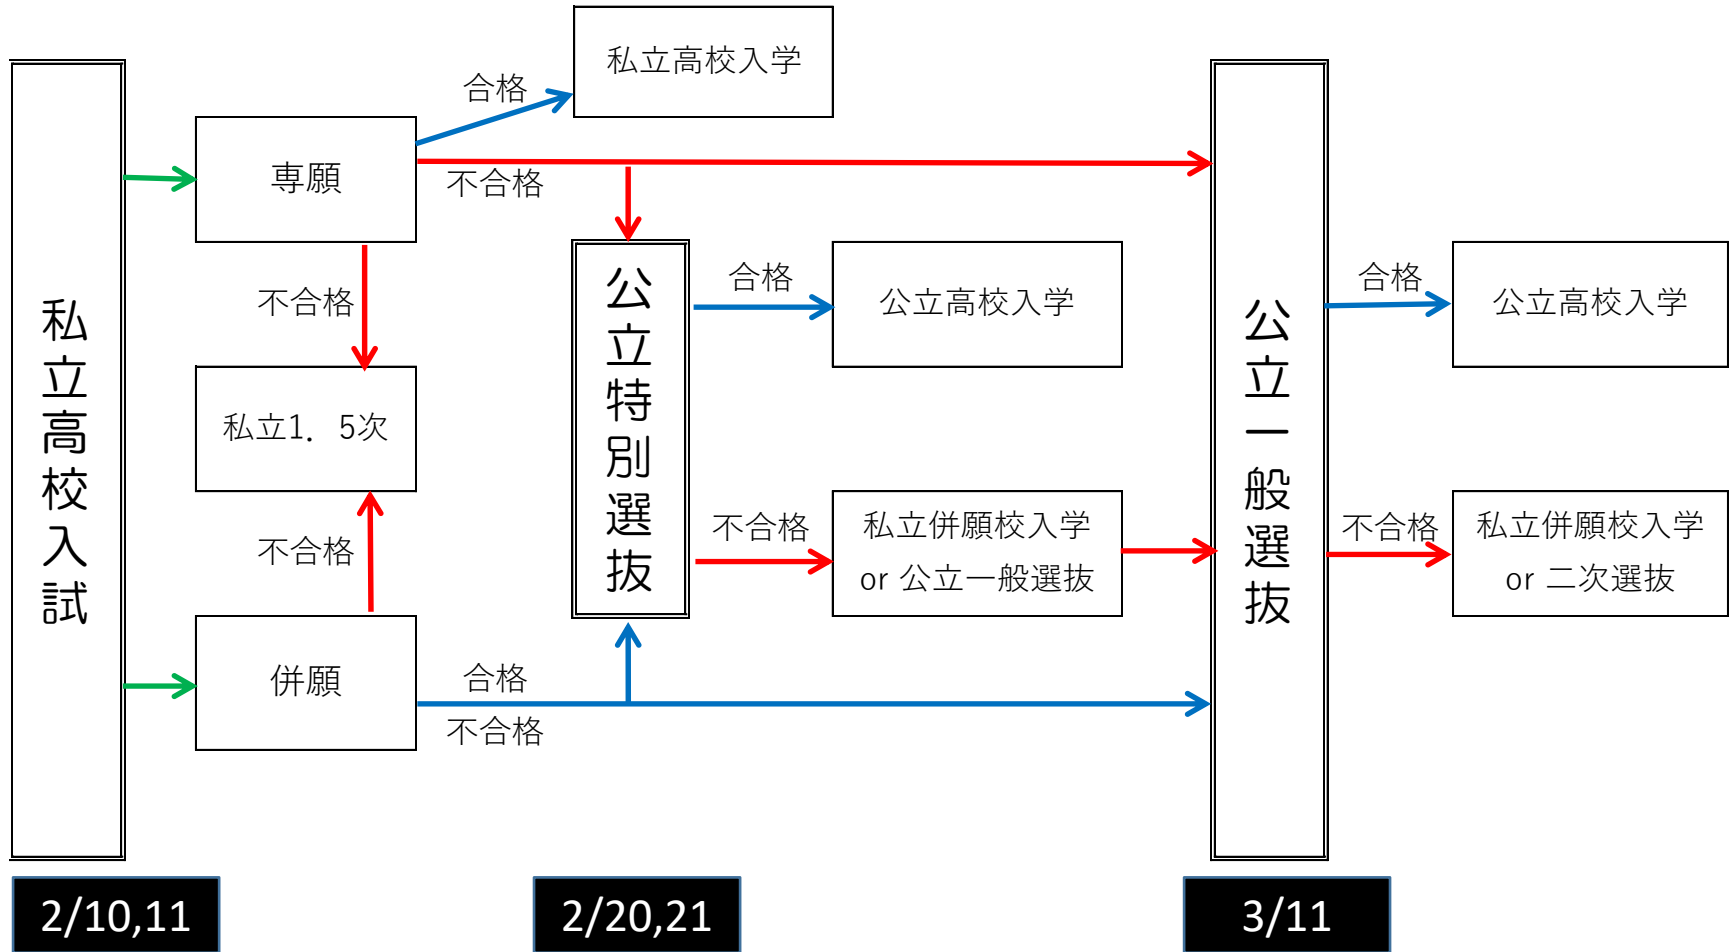 私立高校入試
専願
合格
私立高校入学
不合格
不合格
私立1．5次
不合格
併願
合格
不合格
公立特別選抜
合格
公立高校入学
不合格
私立併願校入学
or 公立一般選抜
公立一般選抜
合格
公立高校入学
不合格
私立併願校入学
or 二次選抜
2/10,11
2/20,21
3/11